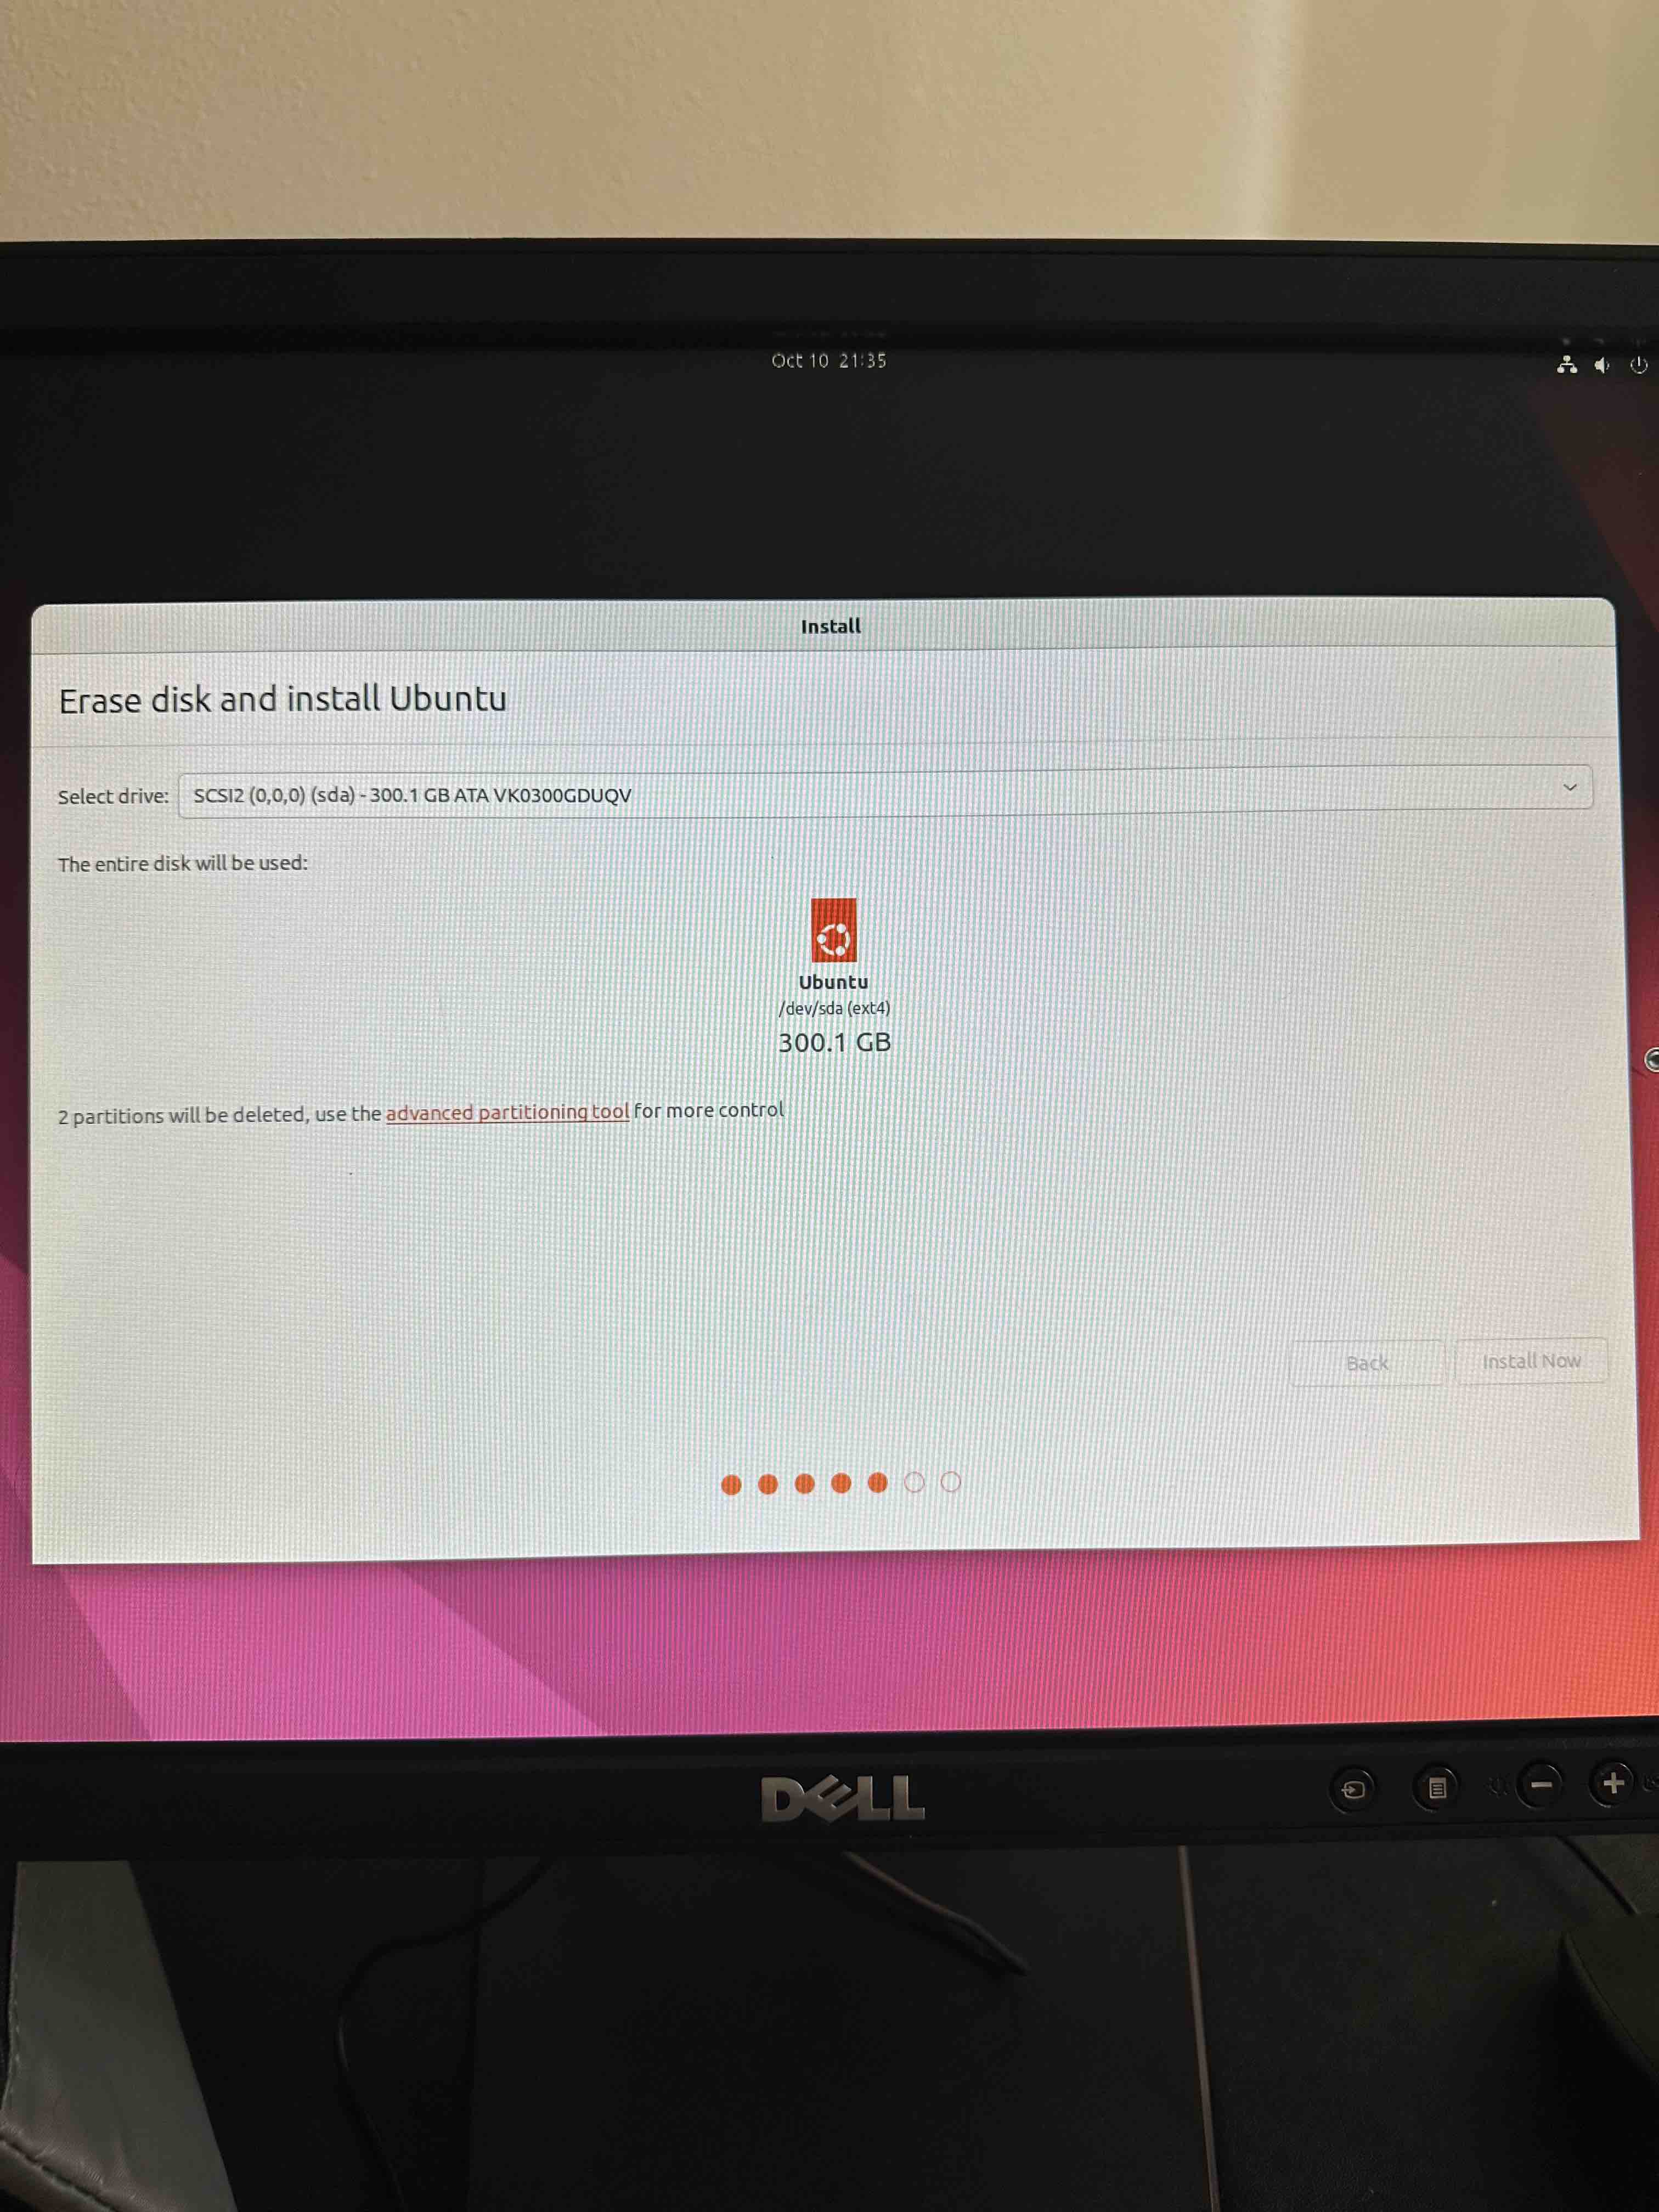 Oct 10 21:35
Install
Erase disk and install Ubuntu
Select drive: SCSI2 (0,0,0) (sda) - 300.1 GB ATA VK0300GDUQV
The entire disk will be used:
Ubuntu
/dev/sda (ext4)
300.1 GB
2 partitions will be deleted, use the advanced partitioning tool for more control
Back Install Now
DELL